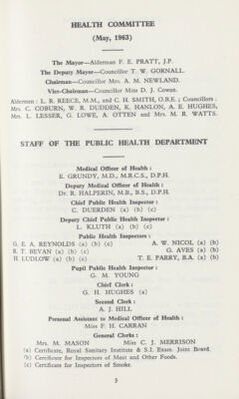 HEALTH COMMITTEE
(May, 1963)
The Mayor—Alderman F. E. PRATT, J.P.
The Deputy Mayor—Councillor T. W. GORNALL.
Chairman—Councillor Mrs. A. M. NEWLAND.
Vice-Chairman—Councillor Miss D. J. Cowan.
Alderman : L. R. REECE, M.M., and C. H. SMITH, O.B.E. ; Councillors :
Mrs. C. COBURN, W. R. DUDDEN, K. HANLON, A. E. HUGHES,
Mrs. L. LESSER, G. LOWE, A. OTTEN and Mrs. M. R. WATTS.
STAFF OF THE PUBLIC HEALTH DEPARTMENT
Medical Officer of Health :
E. GRUNDY, M.D., M.R.C.S., D.P.H.
Deputy Medical Officer of Health :
Dr. R. HALPERIN, M.B., B.S., D.P.H.
Chief Public Health Inspector :
C. DUERDEN (a) (b) (c)
Deputy Chief Public Health Inspector :
L. KLUTH (a) (b) (c)
Public Health Inspectors :
G. E. A. REYNOLDS (a) (b) (c) A. W. NICOL (a) (b)
R. T. BEVAN (a) (b) (c) G. AVES (a) (b)
H. LUDLOW (a) (b) (c) T. E. PARRY, B.A. (a) (b)
Pupil Public Health Inspector :
G. M. YOUNG
Chief Clerk :
G. H. HUGHES (a)
Second Clerk :
A. J. HILL
Personal Assistant to Medical Officer of Health :
Miss F. H. CARRAN
General Clerks :
Mrs. M. MASON Miss C. J. MERRISON
(a) Certificate, Royal Sanitary Institute & S.I. Exam. Joint Board.
(b) Certificate for Inspectors of Meat and Other Foods.
(c) Certificate for Inspectors of Smoke.
5